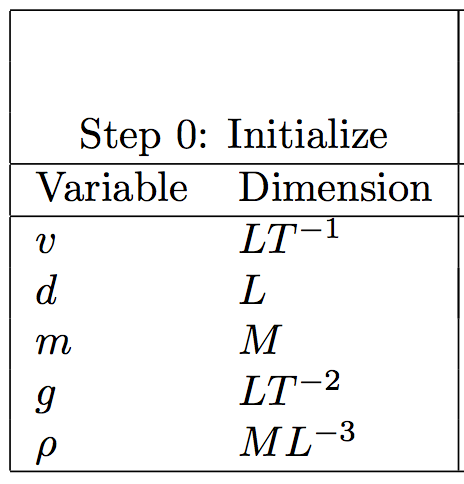 Step 0: Initialize
Variable Dimension
v LT⁻¹
d L
m M
g LT⁻²
ρ ML⁻³